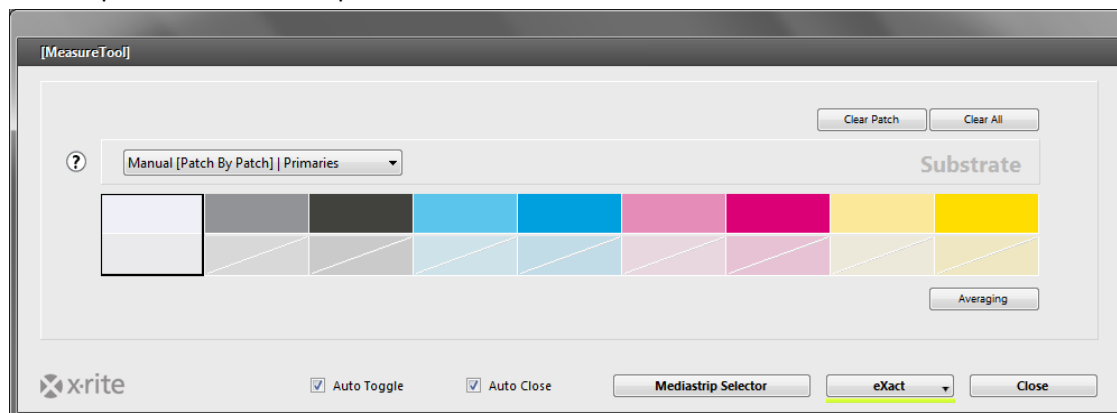 [MeasureTool]
Clear Patch
Clear All
?
Manual [Patch By Patch] | Primaries
Substrate
Averaging
x·rite
Auto Toggle
Auto Close
Mediastrip Selector
eXact
Close